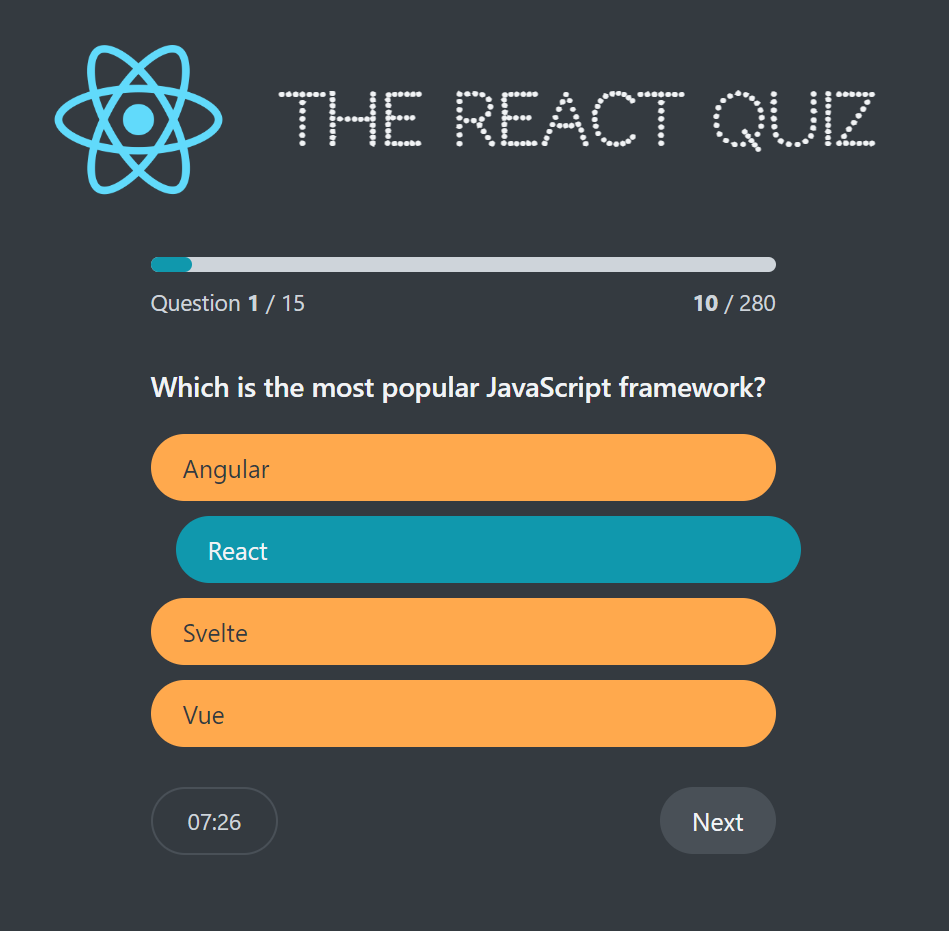 THE REACT QUIZ
Question 1 / 15
10 / 280
Which is the most popular JavaScript framework?
Angular
React
Svelte
Vue
07:26
Next